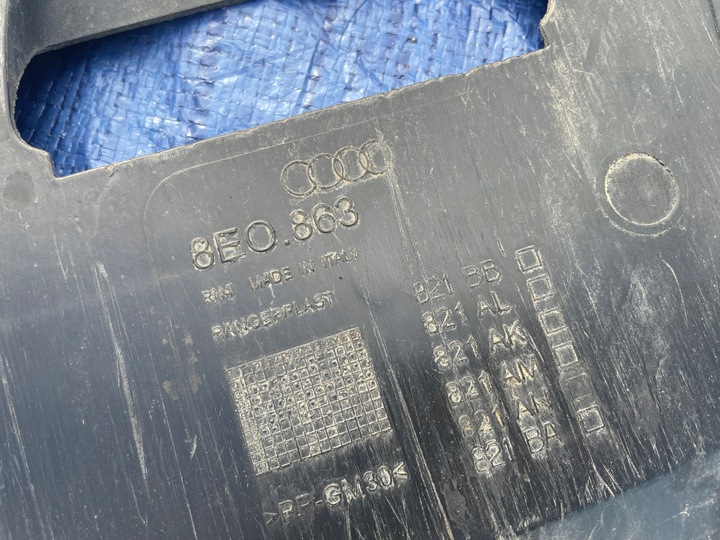 8E0.863
MADE IN ITALY
RANGERPLAST
821 BB
821 AL
821 AK
821 AM
821 AN
821 BA
>PP-GM30<